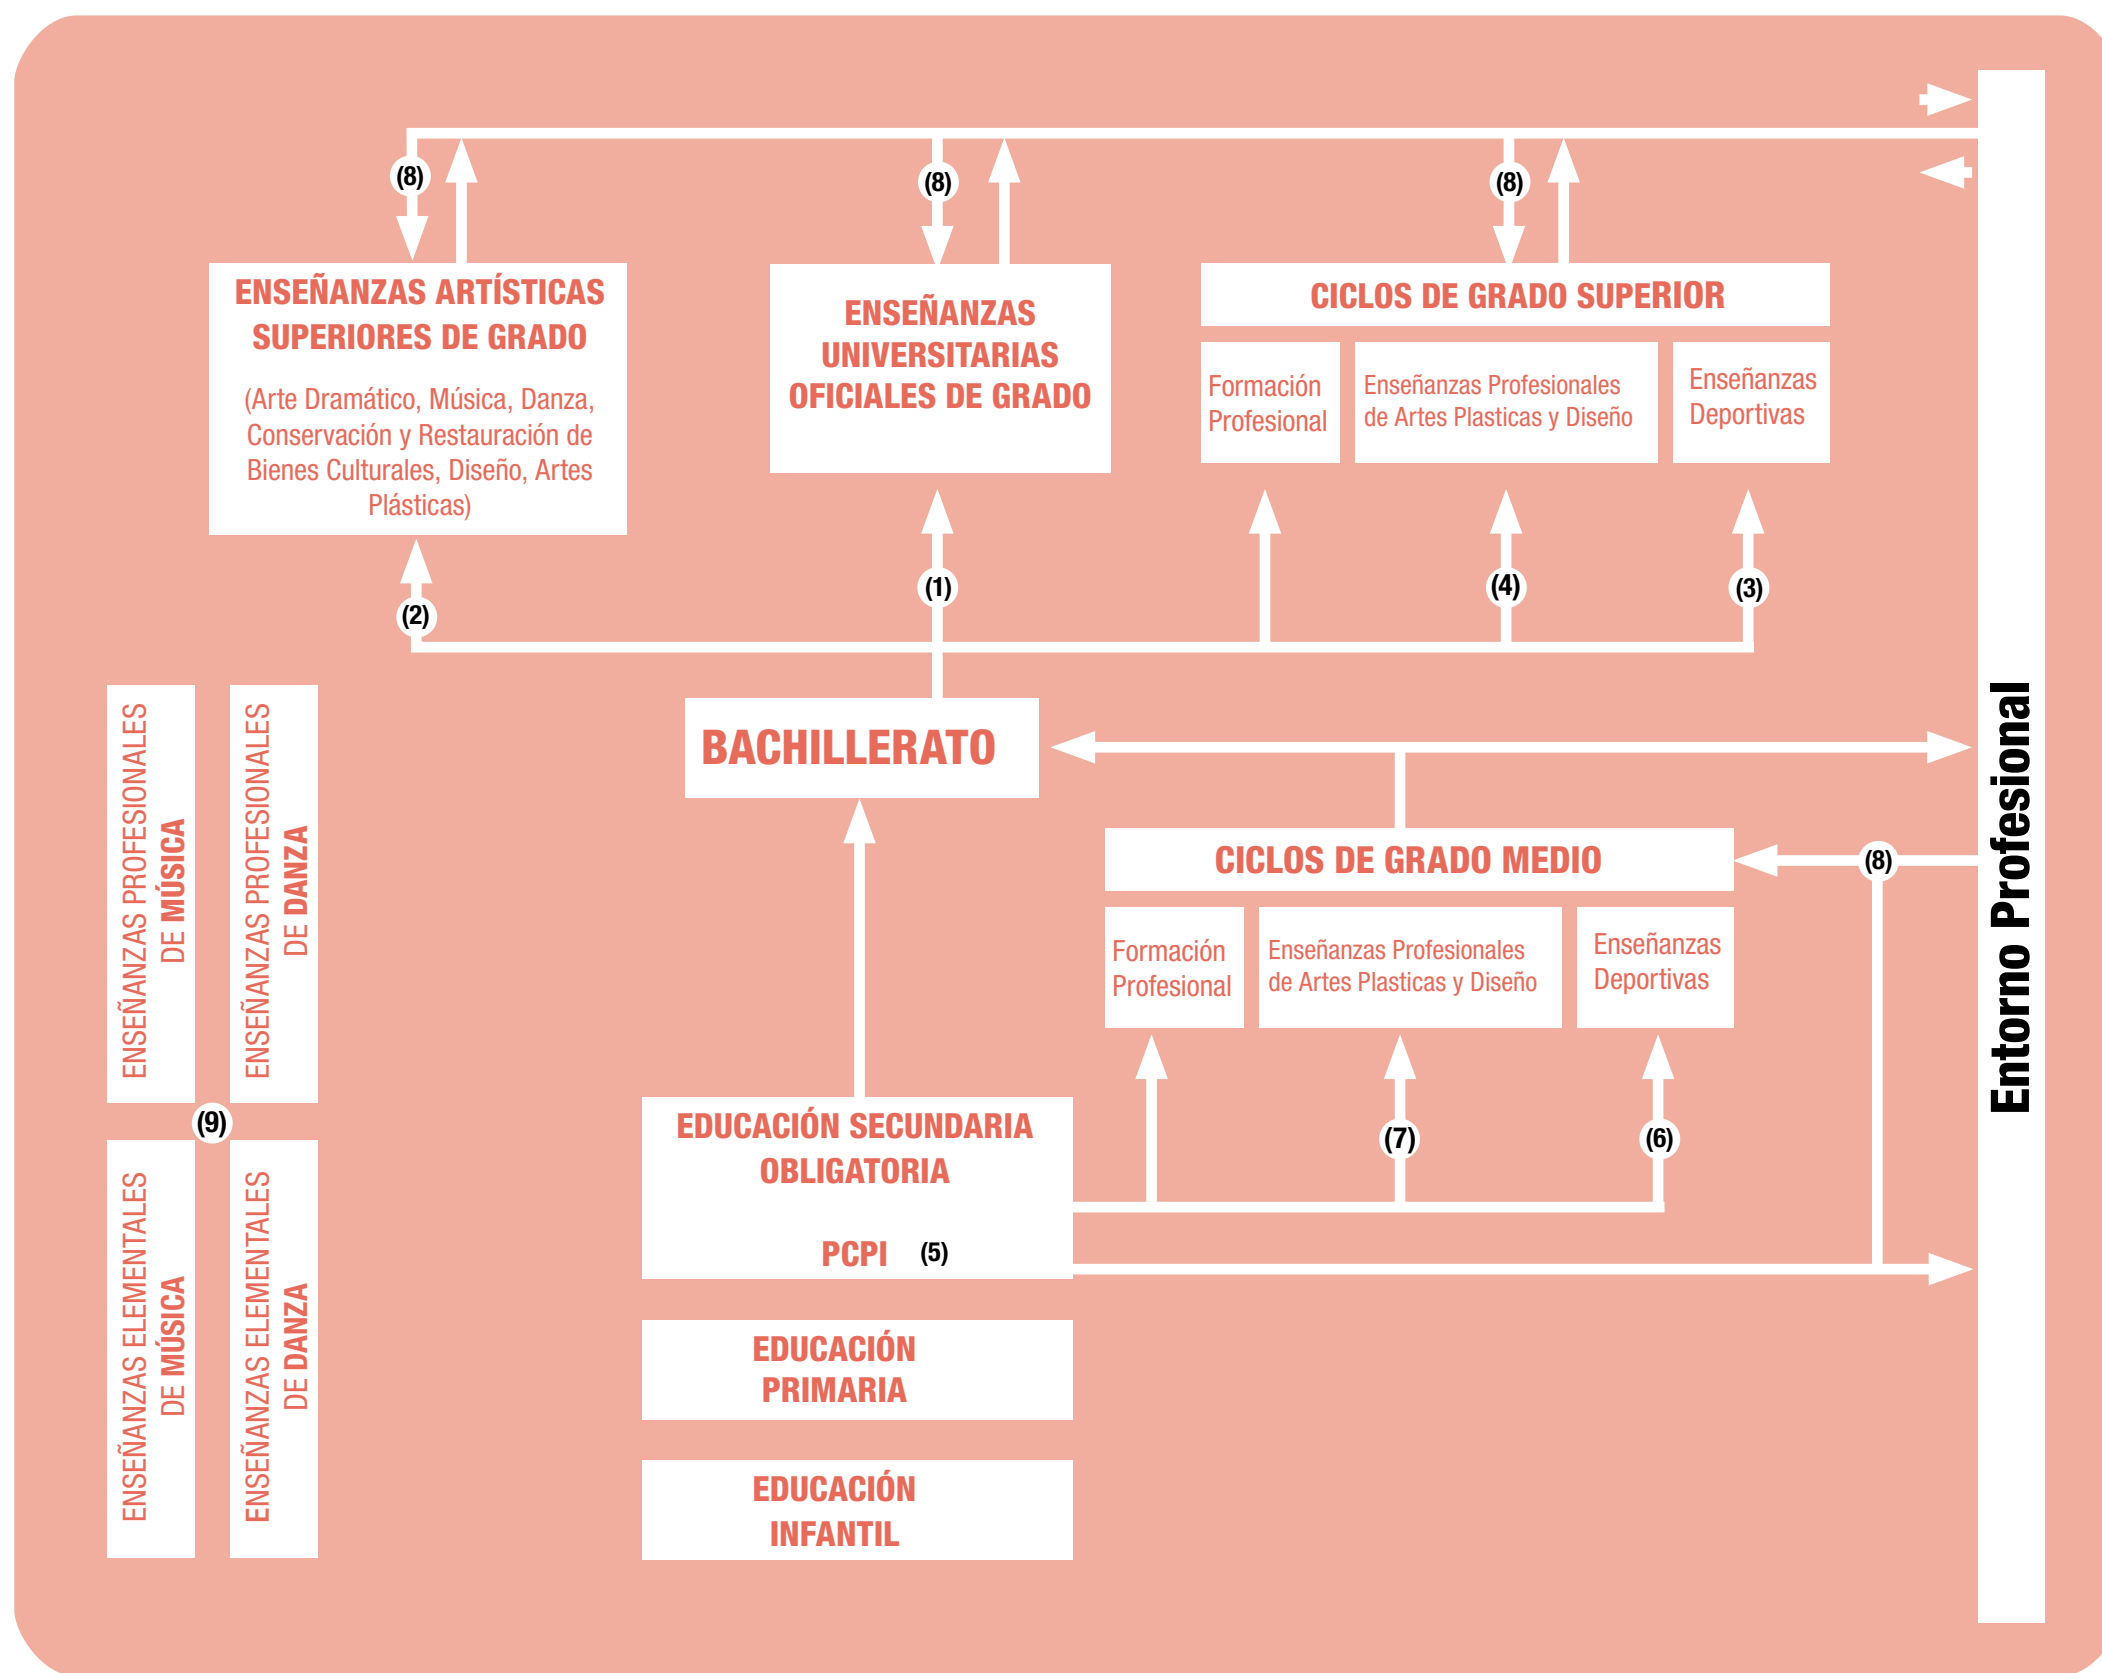 (8)
(8)
(8)
ENSEÑANZAS ARTÍSTICAS
SUPERIORES DE GRADO
(Arte Dramático, Música, Danza,
Conservación y Restauración de
Bienes Culturales, Diseño, Artes
Plásticas)
ENSEÑANZAS
UNIVERSITARIAS
OFICIALES DE GRADO
CICLOS DE GRADO SUPERIOR
Formación
Profesional
Enseñanzas Profesionales
de Artes Plasticas y Diseño
Enseñanzas
Deportivas
(2)
(1)
(4)
(3)
BACHILLERATO
CICLOS DE GRADO MEDIO
(8)
Formación
Profesional
Enseñanzas Profesionales
de Artes Plasticas y Diseño
Enseñanzas
Deportivas
(7)
(6)
EDUCACIÓN SECUNDARIA
OBLIGATORIA
PCPI (5)
EDUCACIÓN
PRIMARIA
EDUCACIÓN
INFANTIL
ENSEÑANZAS PROFESIONALES
DE MÚSICA
ENSEÑANZAS PROFESIONALES
DE DANZA
(9)
ENSEÑANZAS ELEMENTALES
DE MÚSICA
ENSEÑANZAS ELEMENTALES
DE DANZA
Entorno Profesional